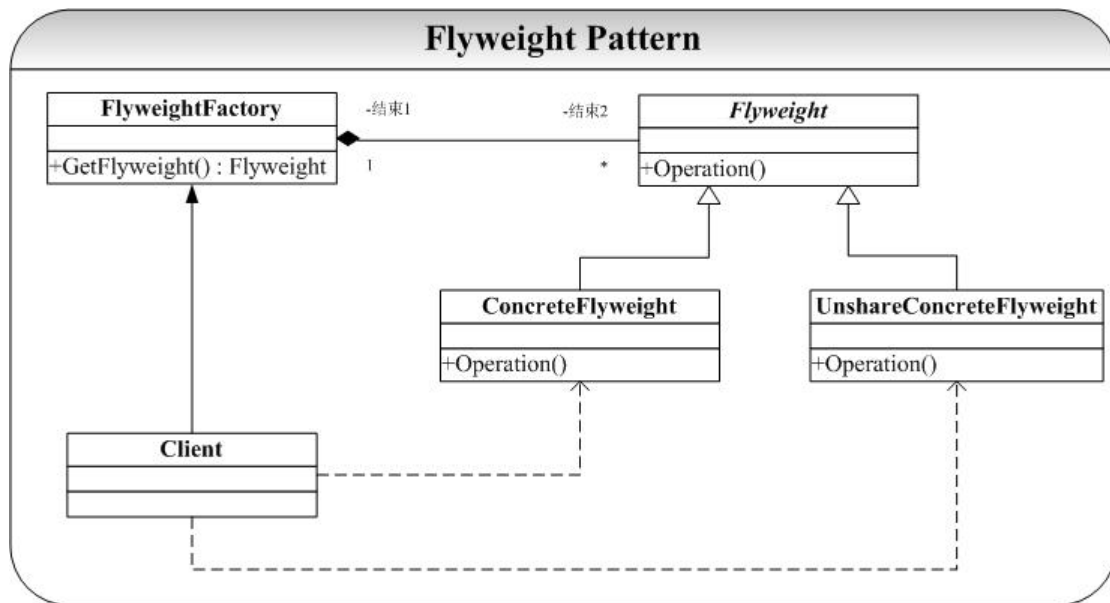 Flyweight Pattern
FlyweightFactory
+GetFlyweight() : Flyweight
-结束1
-结束2
1
*
Flyweight
+Operation()
ConcreteFlyweight
+Operation()
UnshareConcreteFlyweight
+Operation()
Client